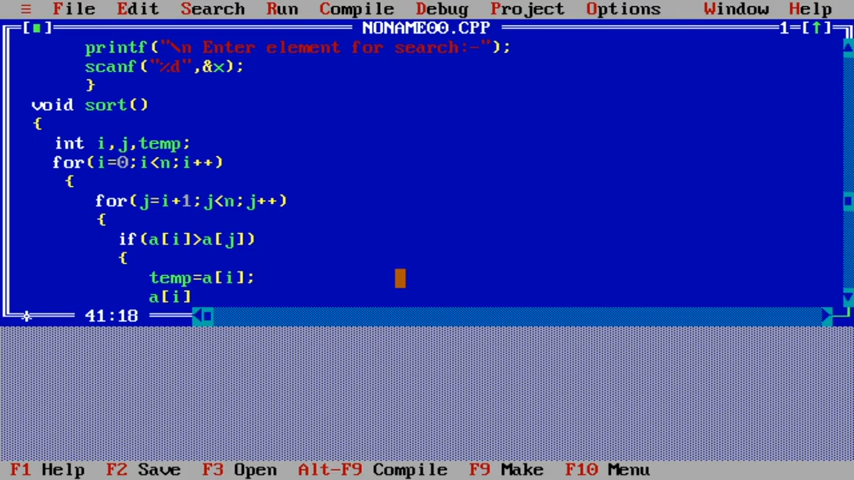 ≡ File Edit Search Run Compile Debug Project Options Window Help
[■] NONAME00.CPP 1=[↑]
printf("\n Enter element for search:-");
scanf("%d",&x);
}
void sort()
{
int i,j,temp;
for(i=0;i<n;i++)
{
for(j=i+1;j<n;j++)
{
if(a[i]>a[j])
{
temp=a[i];
a[i]
* 41:18
F1 Help F2 Save F3 Open Alt-F9 Compile F9 Make F10 Menu